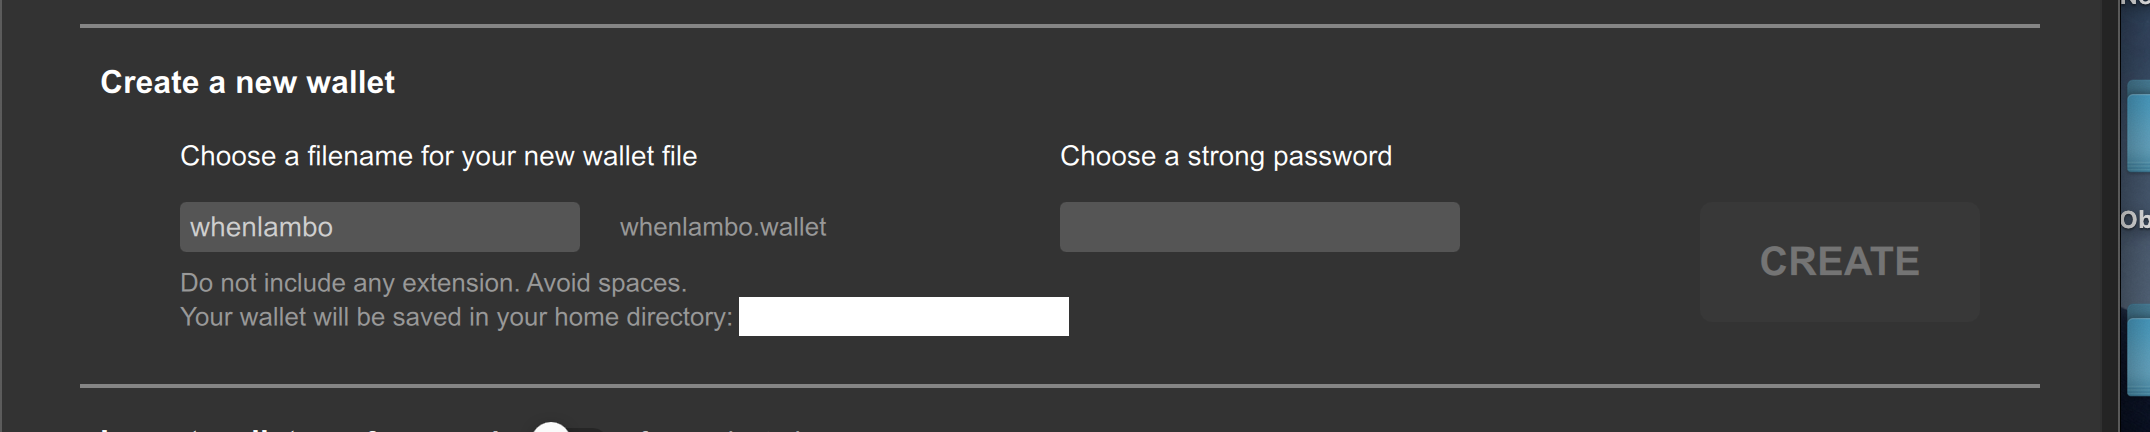 Create a new wallet
Choose a filename for your new wallet file
Choose a strong password
whenlambo
whenlambo.wallet
CREATE
Do not include any extension. Avoid spaces.
Your wallet will be saved in your home directory:
Ob